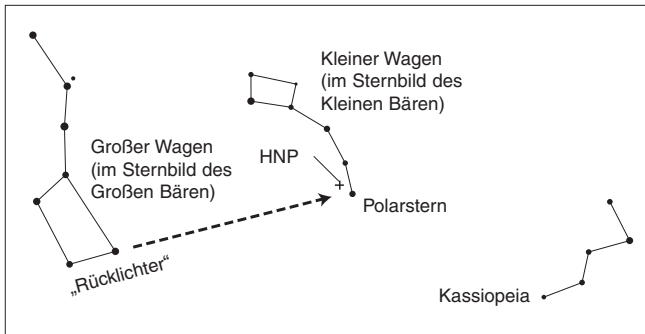 Kleiner Wagen
(im Sternbild des
Kleinen Bären)
Großer Wagen
(im Sternbild des
Großen Bären)
HNP
Polarstern
„Rücklichter“
Kassiopeia